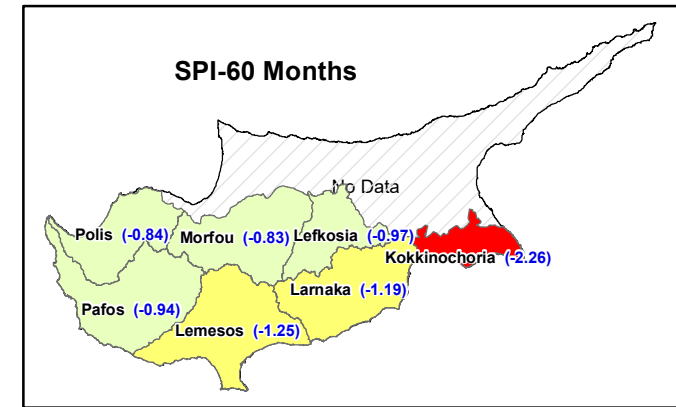 SPI-60 Months
No Data
Polis (-0.84)
Morfou (-0.83)
Lefkosia (-0.97)
Kokkinochoria (-2.26)
Larnaka (-1.19)
Pafos (-0.94)
Lemesos (-1.25)